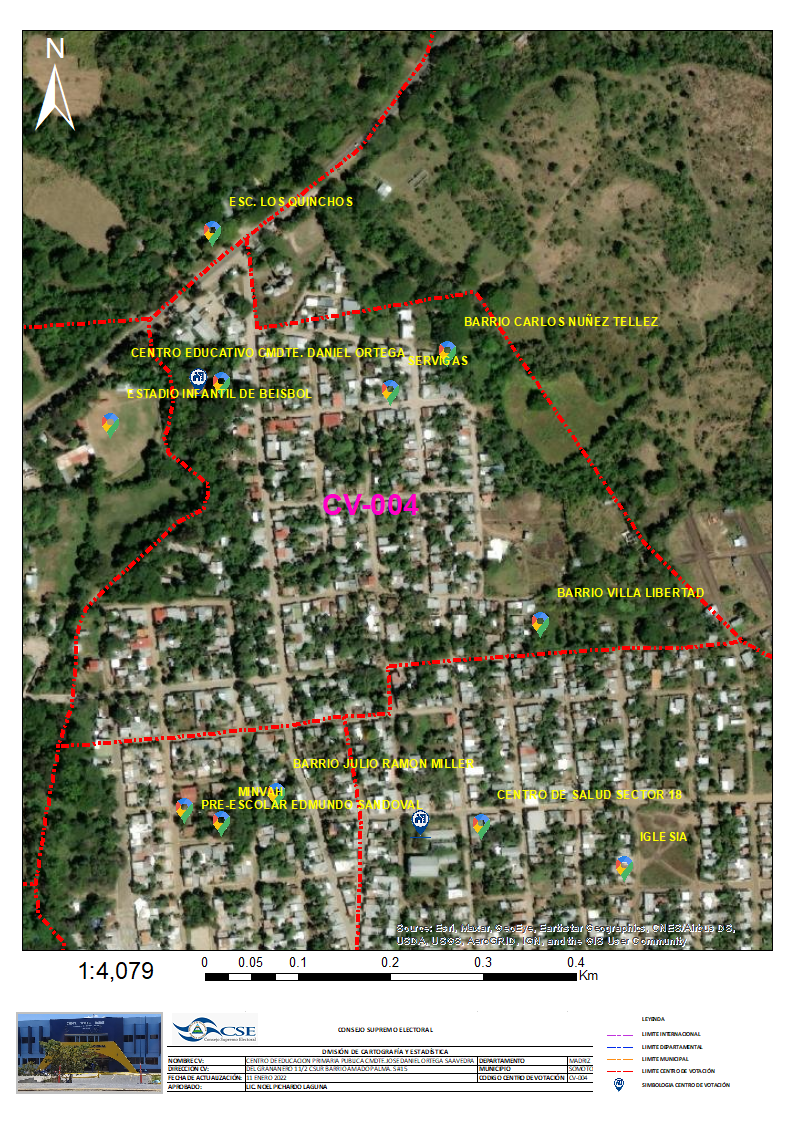 N
ESC. LOS QUINCHOS
BARRIO CARLOS NUÑEZ TELLEZ
CENTRO EDUCATIVO CMDTE. DANIEL ORTEGA
SERVIGAS
ESTADIO INFANTIL DE BEISBOL
CV-004
BARRIO VILLA LIBERTAD
BARRIO JULIO RAMON MILLER
MINVAH
CENTRO DE SALUD SECTOR 18
PRE-ESCOLAR EDMUNDO SANDOVAL
IGLESIA
Source: Esri, Maxar, GeoEye, Earthstar Geographics, CNES/Airbus DS,
USDA, USGS, AeroGRID, IGN, and the GIS User Community
1:4,079
0 0.05 0.1 0.2 0.3 0.4
Km
CSE
Consejo Supremo Electoral
CONSEJO SUPREMO ELECTORAL
DIVISIÓN DE CARTOGRAFÍA Y ESTADÍSTICA
NOMBRE CV: CENTRO DE EDUCACION PRIMARIA PUBLICA CMDTE.JOSE DANIEL ORTEGA SAAVEDRA DEPARTAMENTO MADRIZ
DIRECCIÓN CV: DEL GRANANERO 1 1/2 CSUR BARRIO AMADO PALMA. S#15 MUNICIPIO SOMOTO
FECHA DE ACTUALIZACIÓN: 11 ENERO 2022 CODIGO CENTRO DE VOTACIÓN CV-004
APROBADO: LIC. NOEL PICHARDO LAGUNA
LEYENDA
LIMITE INTERNACIONAL
LIMITE DEPARTAMENTAL
LIMITE MUNICIPAL
LIMITE CENTRO DE VOTACIÓN
SIMBOLOGIA CENTRO DE VOTACIÓN